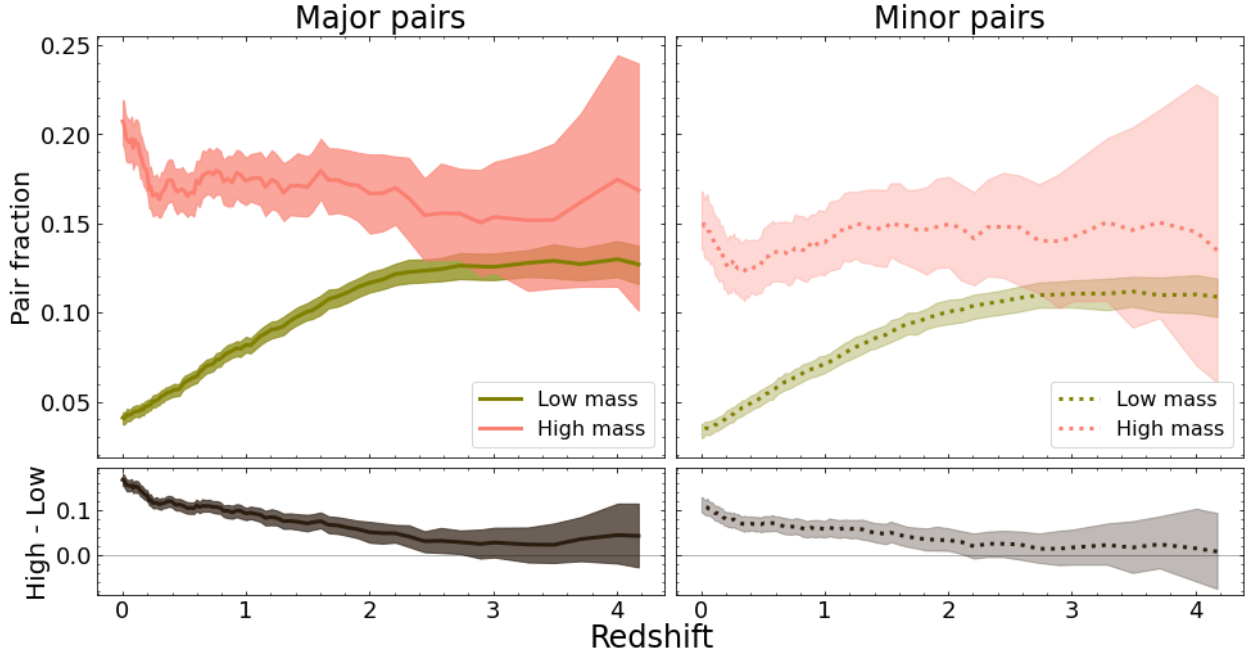 Major pairs
Minor pairs
Pair fraction
0.25
0.20
0.15
0.10
0.05
Low mass
High mass
Low mass
High mass
High - Low
0.1
0.0
0 1 2 3 4
0 1 2 3 4
Redshift